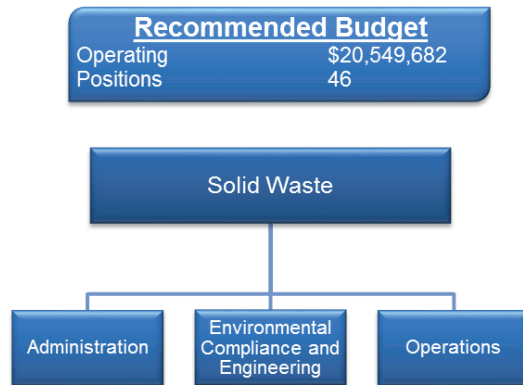 Recommended Budget
Operating $20,549,682
Positions 46
Solid Waste
Administration
Environmental
Compliance and
Engineering
Operations